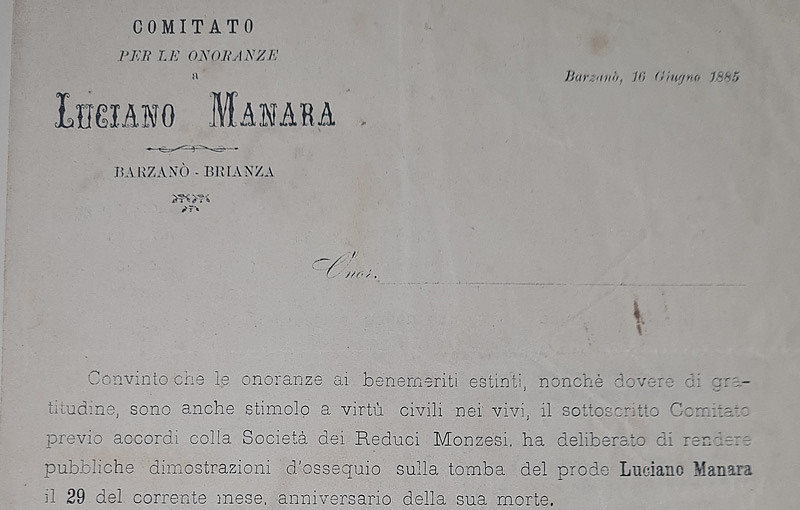 COMITATO
PER LE ONORANZE
a
LUCIANO MANARA
BARZANÒ - BRIANZA
Barzanò, 16 Giugno 1885
Onor.
Convinto che le onoranze ai benemeriti estinti, nonchè dovere di gra-
titudine, sono anche stimolo a virtù civili nei vivi, il sottoscritto Comitato
previo accordi colla Società dei Reduci Monzesi, ha deliberato di rendere
pubbliche dimostrazioni d'ossequio sulla tomba del prode Luciano Manara
il 29 del corrente mese, anniversario della sua morte.